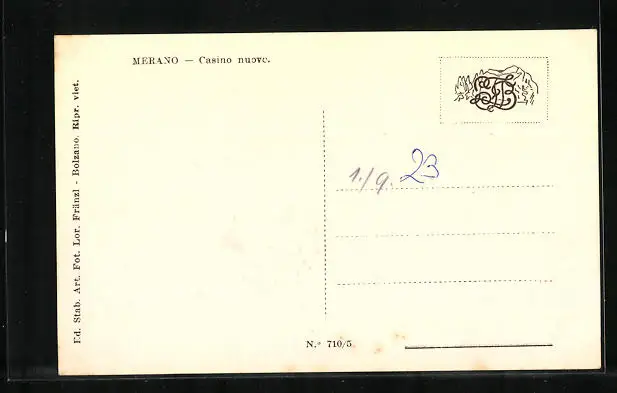 MERANO — Casino nuovo.
Ed. Stab. Art. Fot. Lor. Fränzl - Bolzano. Ripr. viet.
1./9. 23
N.° 710/5